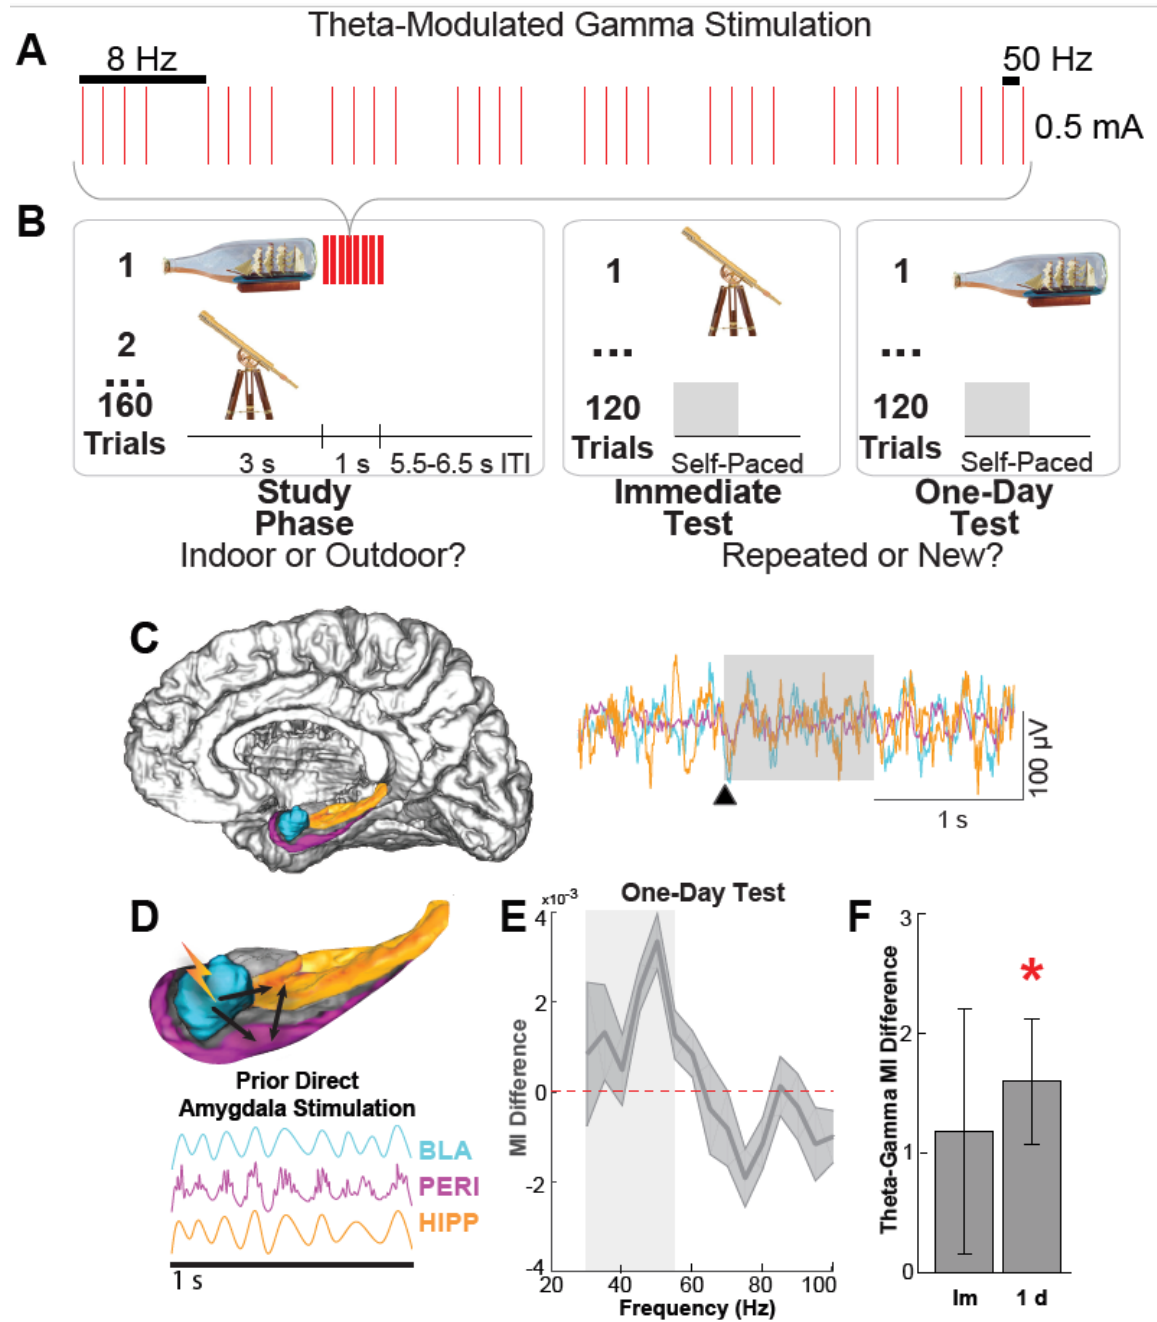 Theta-Modulated Gamma Stimulation
A
8 Hz
50 Hz
0.5 mA
B
1
2
...
160
Trials
3 s
1 s
5.5-6.5 s ITI
Study
Phase
Indoor or Outdoor?
1
...
120
Trials
Self-Paced
Immediate
Test
1
...
120
Trials
Self-Paced
One-Day
Test
Repeated or New?
C
100 µV
1 s
D
Prior Direct
Amygdala Stimulation
BLA
PERI
HIPP
1 s
E
x10-3
One-Day Test
MI Difference
4
2
0
-2
-4
20
40
60
80
100
Frequency (Hz)
F
Theta-Gamma MI Difference
3
2
1
0
*
Im
1 d